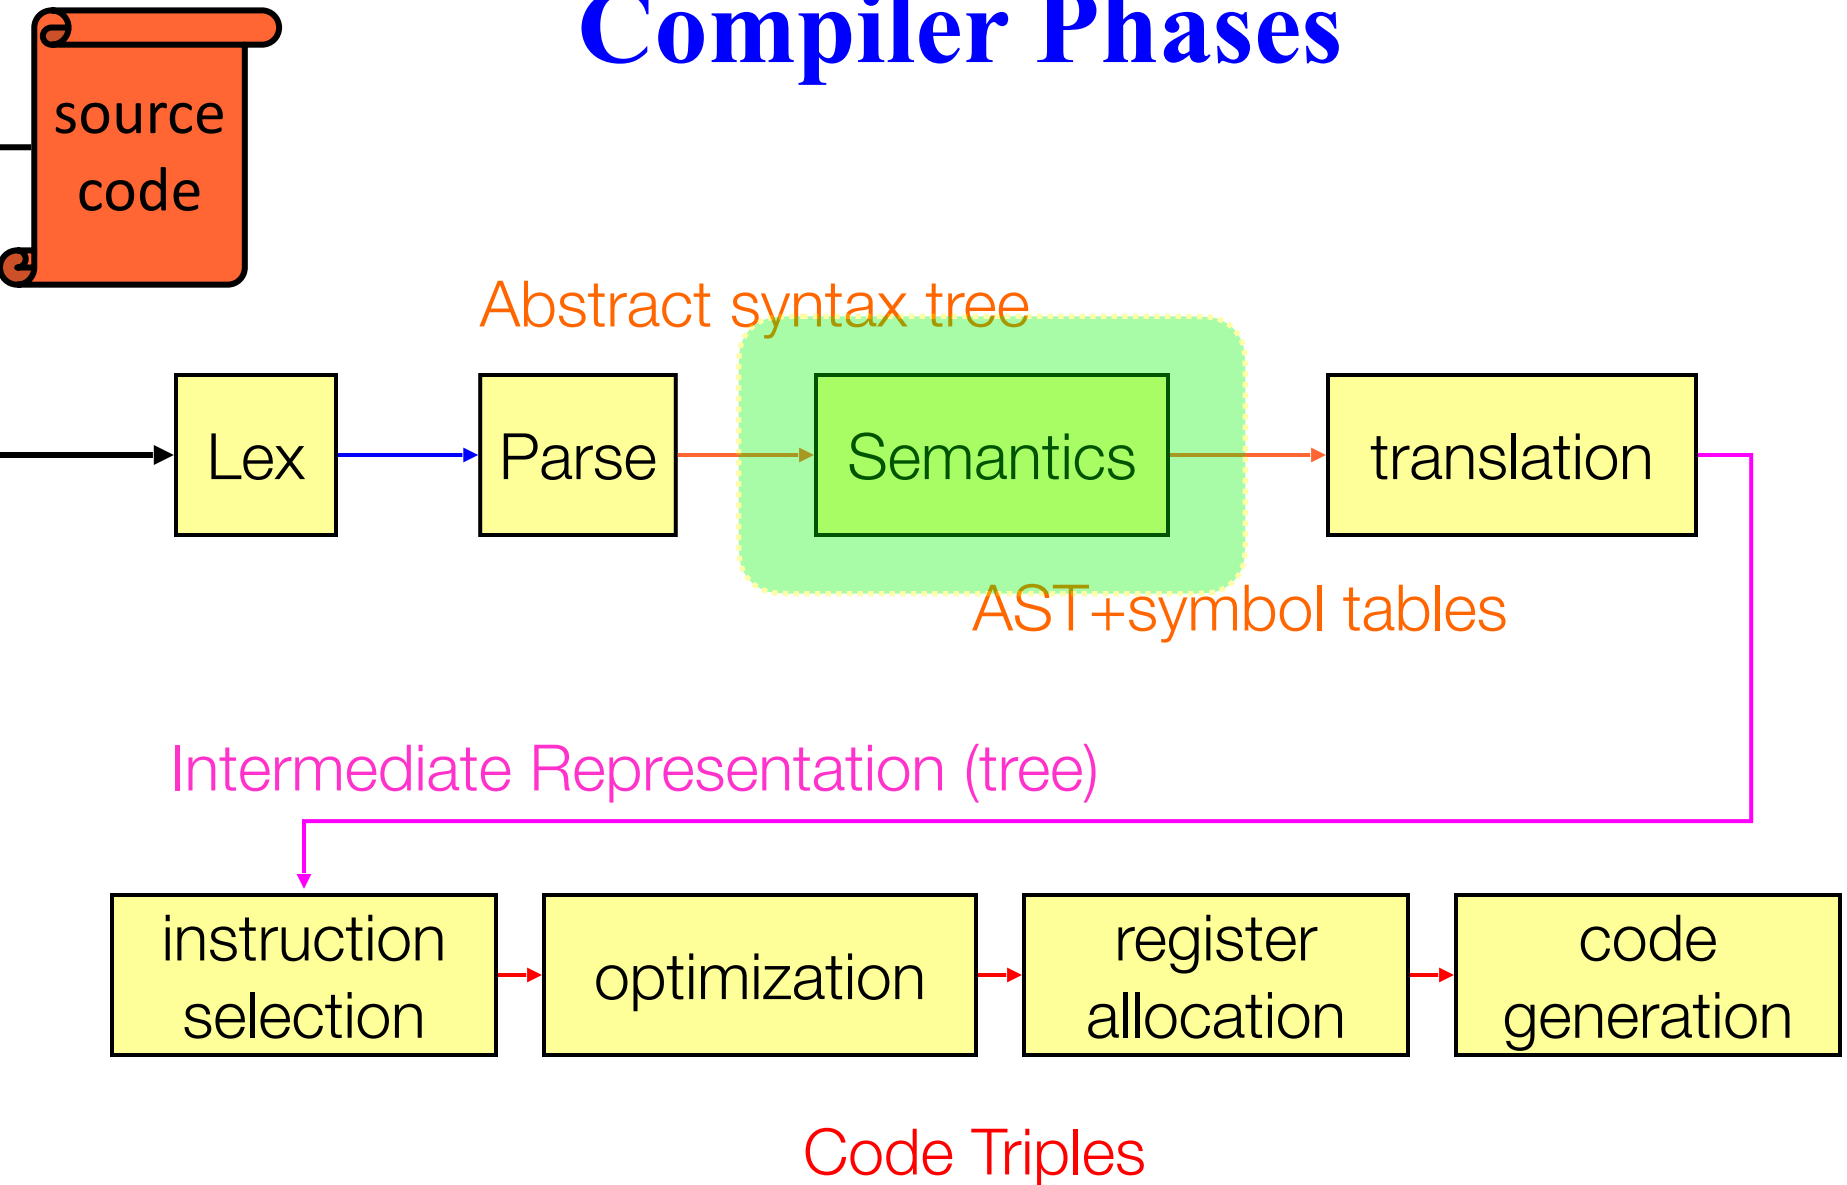 Compiler Phases
source
code
Abstract syntax tree
Lex
Parse
Semantics
translation
AST+symbol tables
Intermediate Representation (tree)
instruction
selection
optimization
register
allocation
code
generation
Code Triples